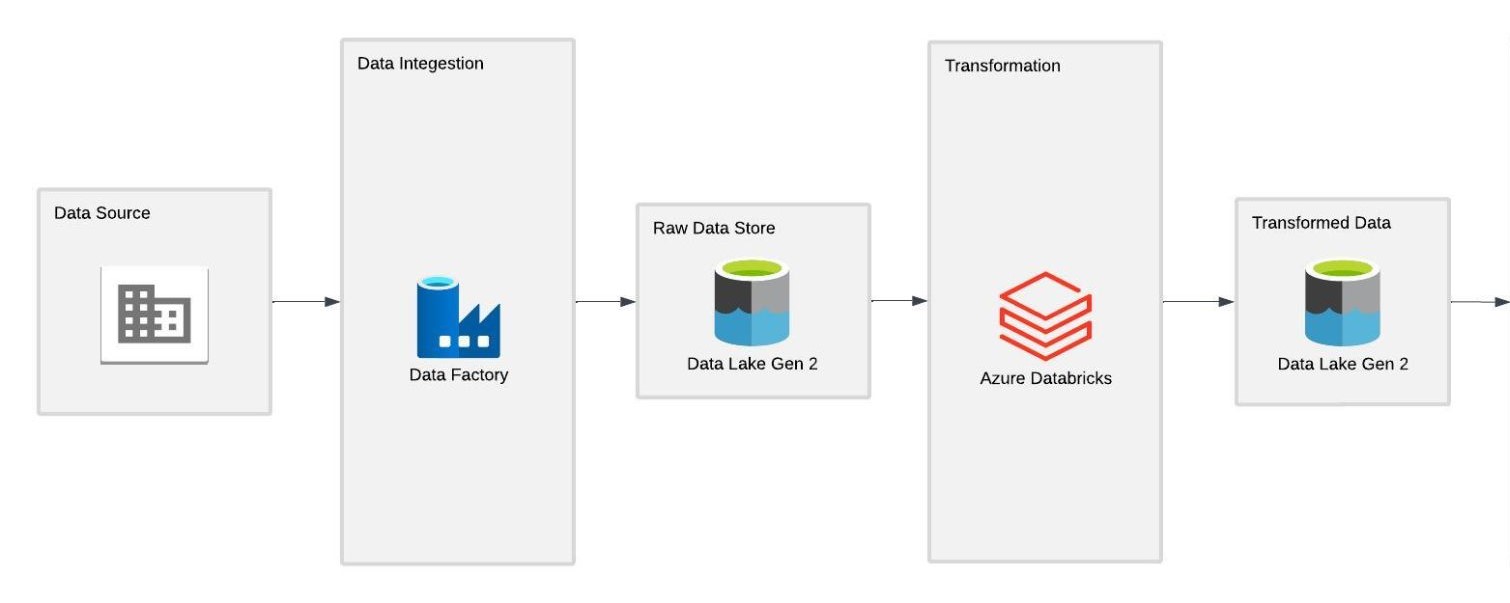 Data Source
Data Integestion
Data Factory
Raw Data Store
Data Lake Gen 2
Transformation
Azure Databricks
Transformed Data
Data Lake Gen 2